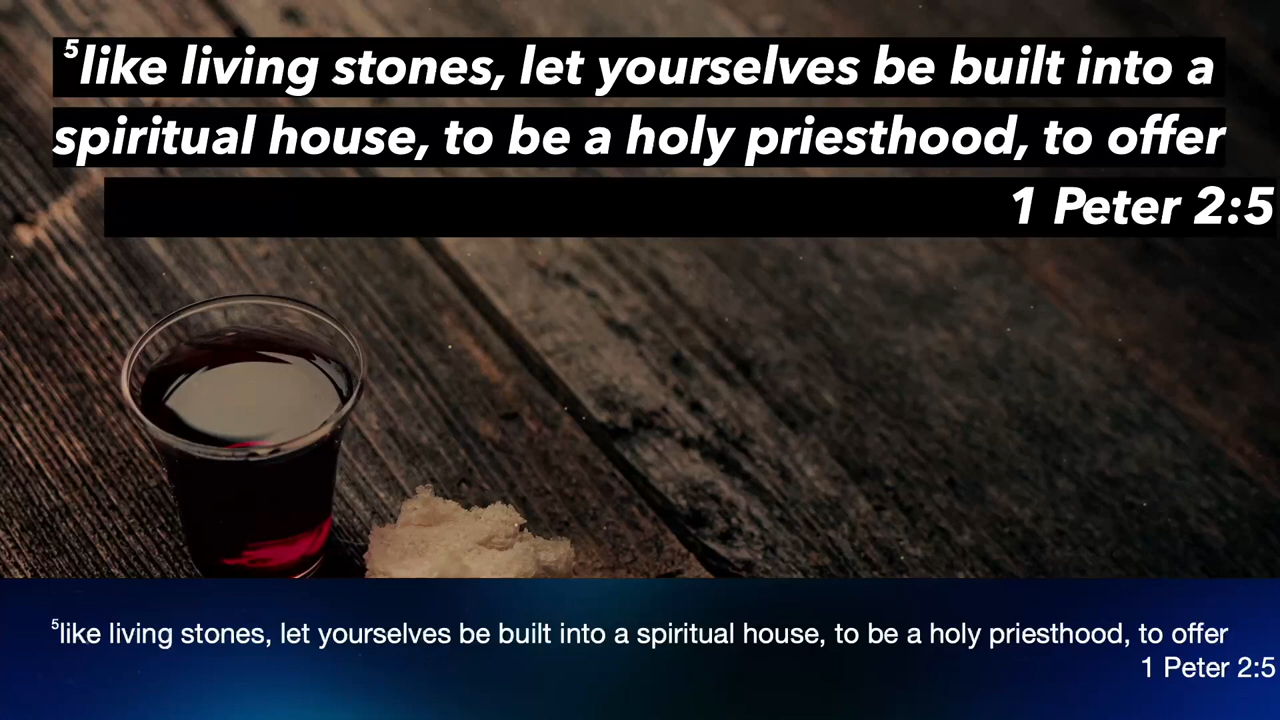 ⁵like living stones, let yourselves be built into a
spiritual house, to be a holy priesthood, to offer
1 Peter 2:5
⁵like living stones, let yourselves be built into a spiritual house, to be a holy priesthood, to offer
1 Peter 2:5